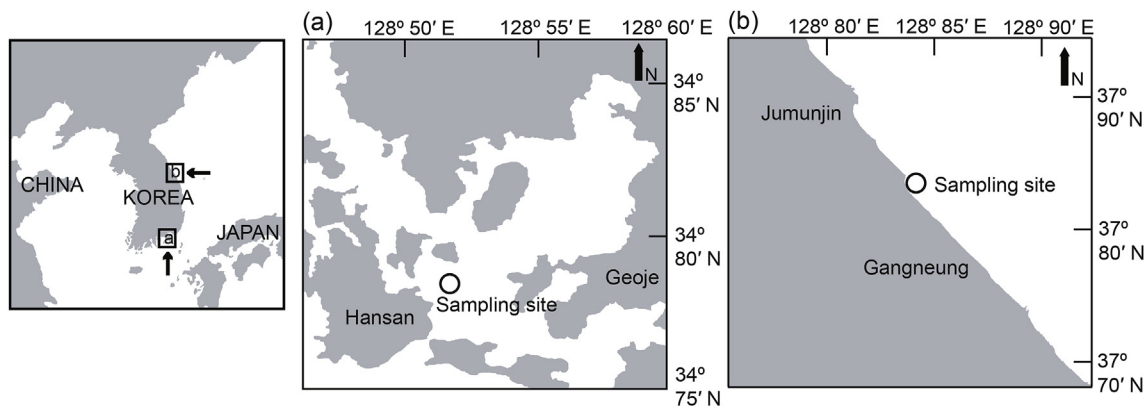 CHINA
KOREA
JAPAN
b
a
(a)
128º 50′ E
128º 55′ E
128º 60′ E
N
34º
85′ N
34º
80′ N
34º
75′ N
Geoje
Sampling site
Hansan
(b)
128º 80′ E
128º 85′ E
128º 90′ E
N
37º
90′ N
37º
80′ N
37º
70′ N
Jumunjin
Sampling site
Gangneung